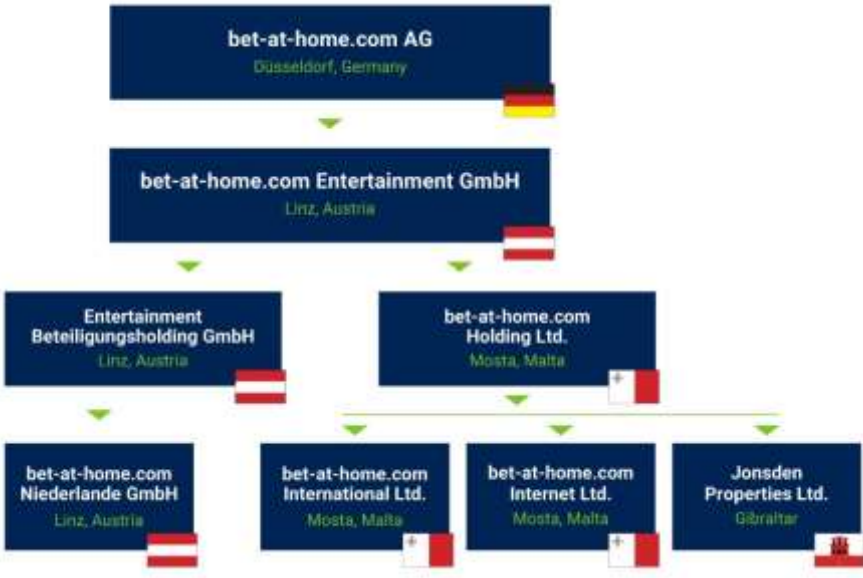 bet-at-home.com AG
Düsseldorf, Germany
bet-at-home.com Entertainment GmbH
Linz, Austria
Entertainment
Beteiligungsholding GmbH
Linz, Austria
bet-at-home.com
Holding Ltd.
Mosta, Malta
bet-at-home.com
Niederlande GmbH
Linz, Austria
bet-at-home.com
International Ltd.
Mosta, Malta
bet-at-home.com
Internet Ltd.
Mosta, Malta
Jonsden
Properties Ltd.
Gibraltar